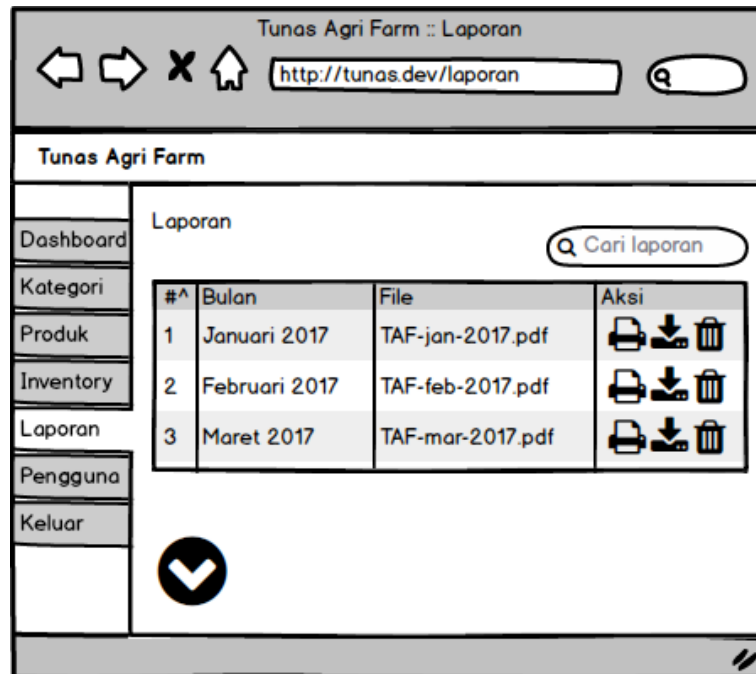 Tunas Agri Farm :: Laporan
http://tunas.dev/laporan
Tunas Agri Farm
Dashboard
Kategori
Produk
Inventory
Laporan
Pengguna
Keluar
Laporan
Cari laporan
#^ Bulan File Aksi
1 Januari 2017 TAF-jan-2017.pdf
2 Februari 2017 TAF-feb-2017.pdf
3 Maret 2017 TAF-mar-2017.pdf